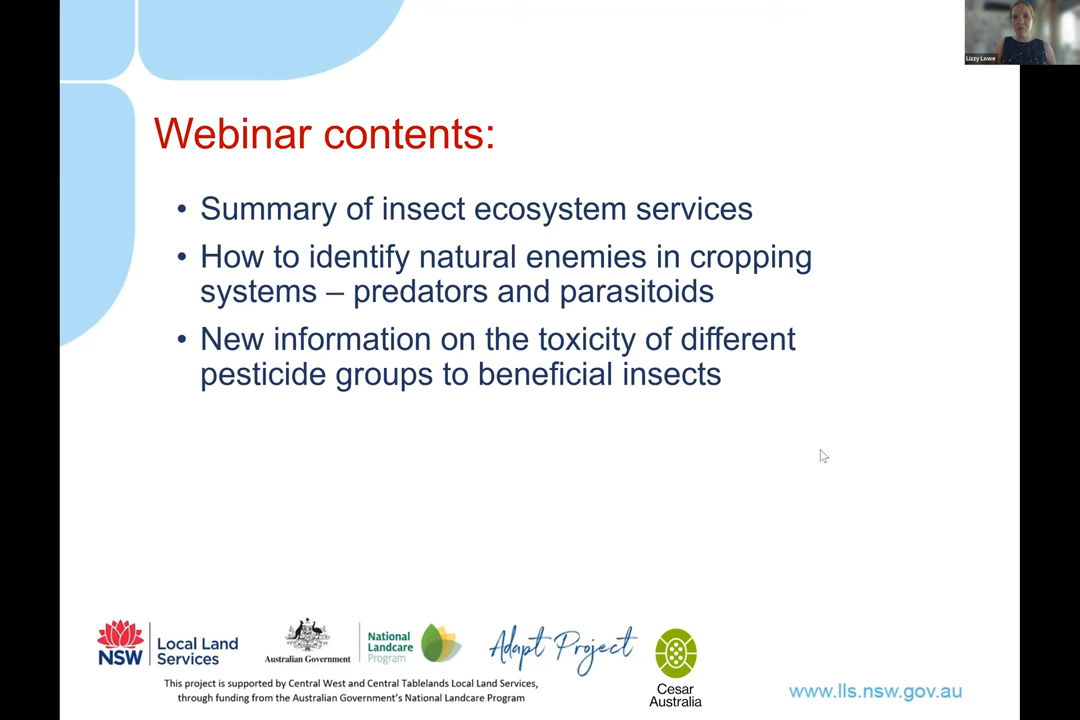 Lizzy Lowe
Webinar contents:
• Summary of insect ecosystem services
• How to identify natural enemies in cropping
systems – predators and parasitoids
• New information on the toxicity of different
pesticide groups to beneficial insects
NSW
Local Land
Services
Australian Government
National
Landcare
Program
Adapt Project
Cesar
Australia
This project is supported by Central West and Central Tablelands Local Land Services,
through funding from the Australian Government's National Landcare Program
www.lls.nsw.gov.au